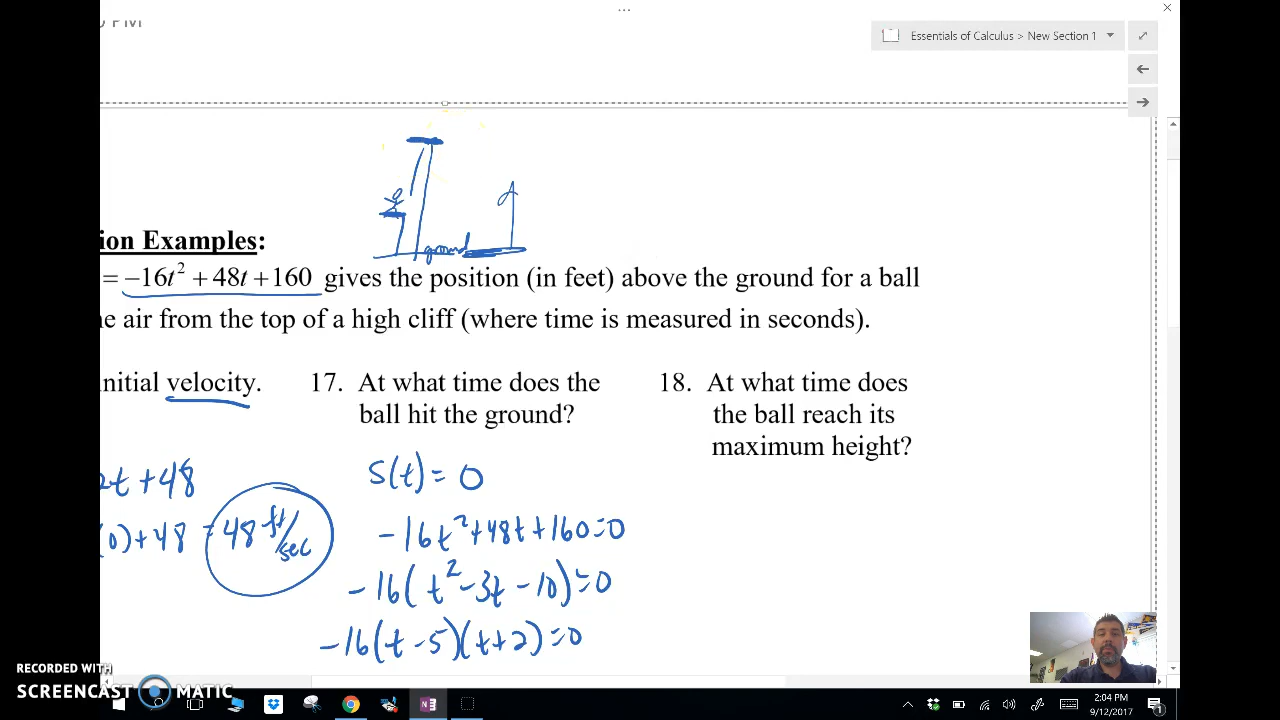 Essentials of Calculus > New Section 1
ground
ion Examples:
= −16t² + 48t + 160 gives the position (in feet) above the ground for a ball
e air from the top of a high cliff (where time is measured in seconds).
initial velocity.
17. At what time does the
ball hit the ground?
18. At what time does
the ball reach its
maximum height?
2t + 48
(0) + 48 = 48 ft/sec
s(t) = 0
-16t² + 48t + 160 = 0
-16(t² - 3t - 10) = 0
-16(t - 5)(t + 2) = 0
RECORDED WITH
SCREENCAST MATIC
2:04 PM
9/12/2017